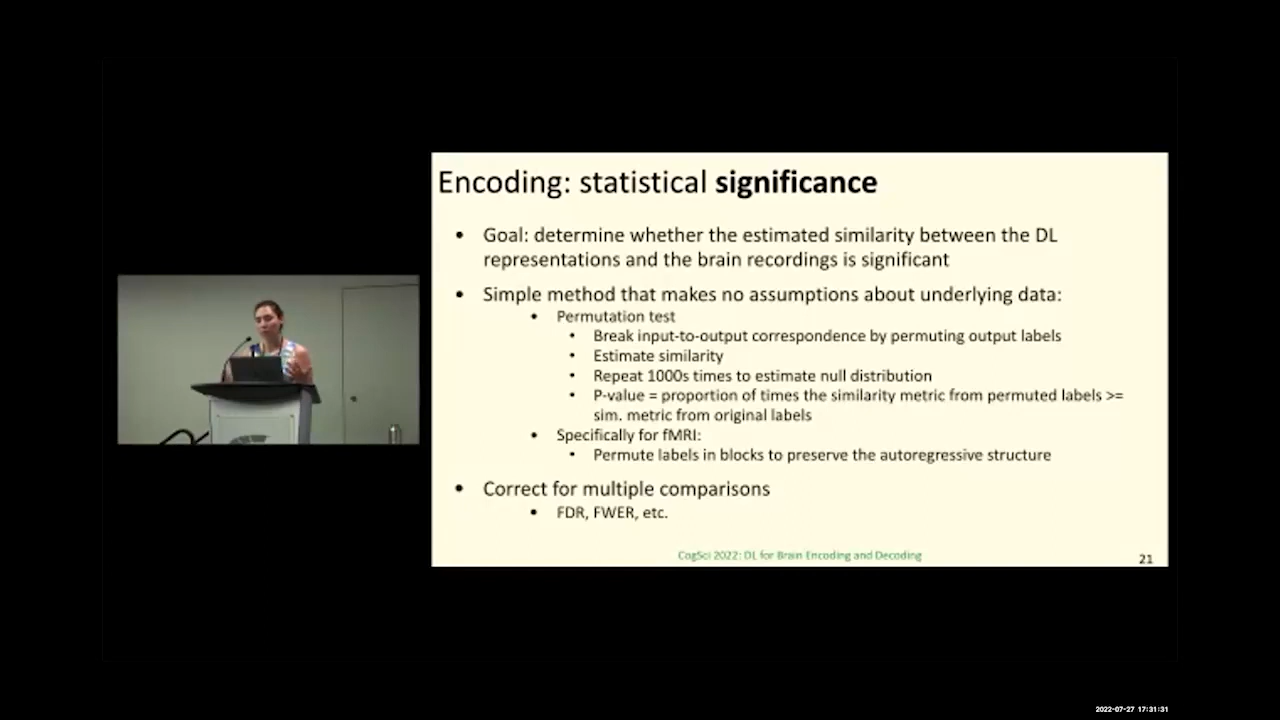 Encoding: statistical significance
• Goal: determine whether the estimated similarity between the DL
representations and the brain recordings is significant
• Simple method that makes no assumptions about underlying data:
• Permutation test
• Break input-to-output correspondence by permuting output labels
• Estimate similarity
• Repeat 1000s times to estimate null distribution
• P-value = proportion of times the similarity metric from permuted labels >=
sim. metric from original labels
• Specifically for fMRI:
• Permute labels in blocks to preserve the autoregressive structure
• Correct for multiple comparisons
• FDR, FWER, etc.
CogSci 2022: DL for Brain Encoding and Decoding
21
2022-07-27 17:31:31